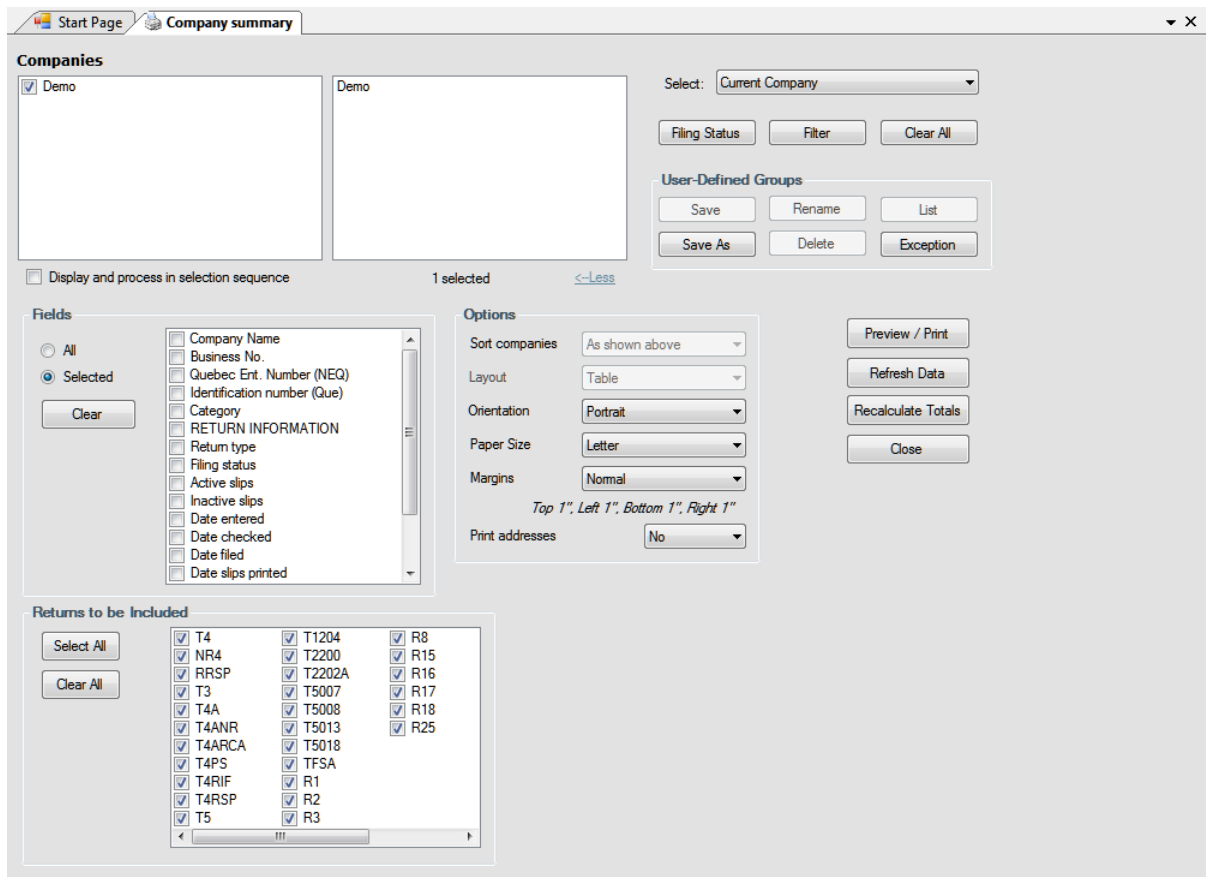 Start Page
Company summary
Companies
Demo
Demo
Select: Current Company
Filing Status
Filter
Clear All
User-Defined Groups
Save
Rename
List
Save As
Delete
Exception
Display and process in selection sequence
1 selected
<--Less
Fields
All
Selected
Clear
Company Name
Business No.
Quebec Ent. Number (NEQ)
Identification number (Que)
Category
RETURN INFORMATION
Return type
Filing status
Active slips
Inactive slips
Date entered
Date checked
Date filed
Date slips printed
Options
Sort companies As shown above
Layout Table
Orientation Portrait
Paper Size Letter
Margins Normal
Top 1", Left 1", Bottom 1", Right 1"
Print addresses No
Preview / Print
Refresh Data
Recalculate Totals
Close
Returns to be Included
Select All
Clear All
T4
NR4
RRSP
T3
T4A
T4ANR
T4ARCA
T4PS
T4RIF
T4RSP
T5
T1204
T2200
T2202A
T5007
T5008
T5013
T5018
TFSA
R1
R2
R3
R8
R15
R16
R17
R18
R25